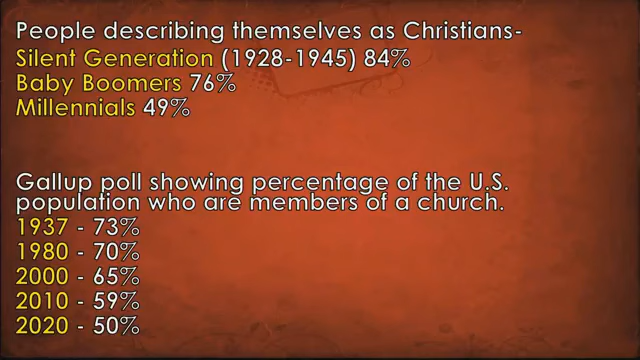 People describing themselves as Christians-
Silent Generation (1928-1945) 84%
Baby Boomers 76%
Millennials 49%
Gallup poll showing percentage of the U.S.
population who are members of a church.
1937 - 73%
1980 - 70%
2000 - 65%
2010 - 59%
2020 - 50%